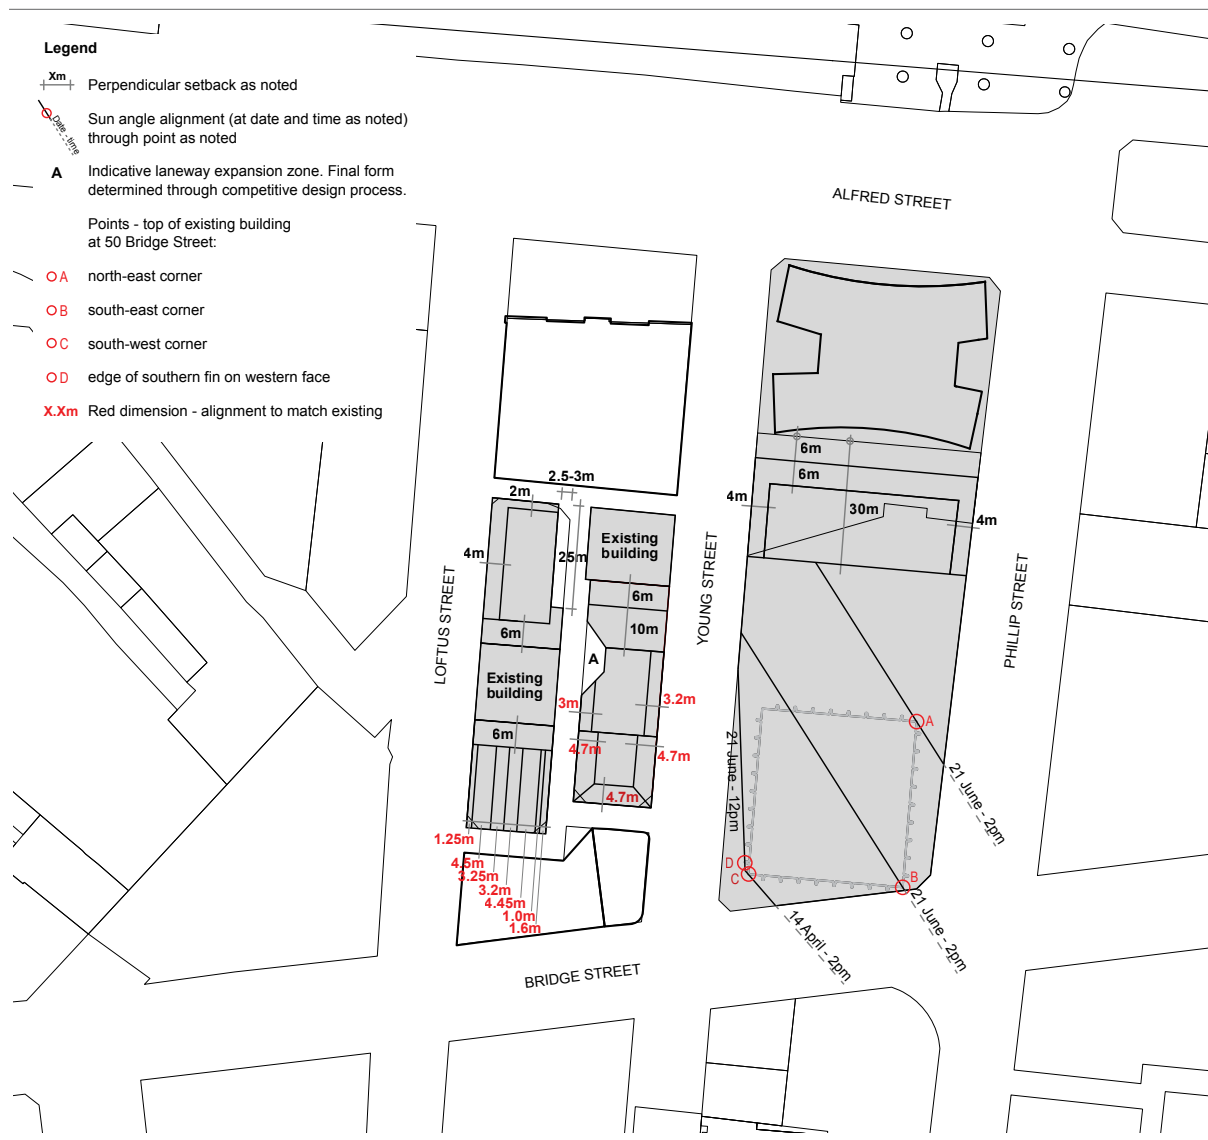 Legend
Xm
Perpendicular setback as noted
Date - time
Sun angle alignment (at date and time as noted)
through point as noted
A
Indicative laneway expansion zone. Final form
determined through competitive design process.
Points - top of existing building
at 50 Bridge Street:
A north-east corner
B south-east corner
C south-west corner
D edge of southern fin on western face
X.Xm Red dimension - alignment to match existing
ALFRED STREET
LOFTUS STREET
YOUNG STREET
PHILLIP STREET
BRIDGE STREET
2.5-3m
2m
4m
25m
6m
Existing
building
6m
Existing
building
6m
10m
A
3m
3.2m
4.7m
4.7m
4.7m
1.25m
4.5m
3.25m
3.2m
4.45m
1.0m
1.6m
6m
6m
4m
30m
4m
A
21 June - 2pm
21 June - 12pm
D
C
B
21 June - 2pm
14 April - 2pm